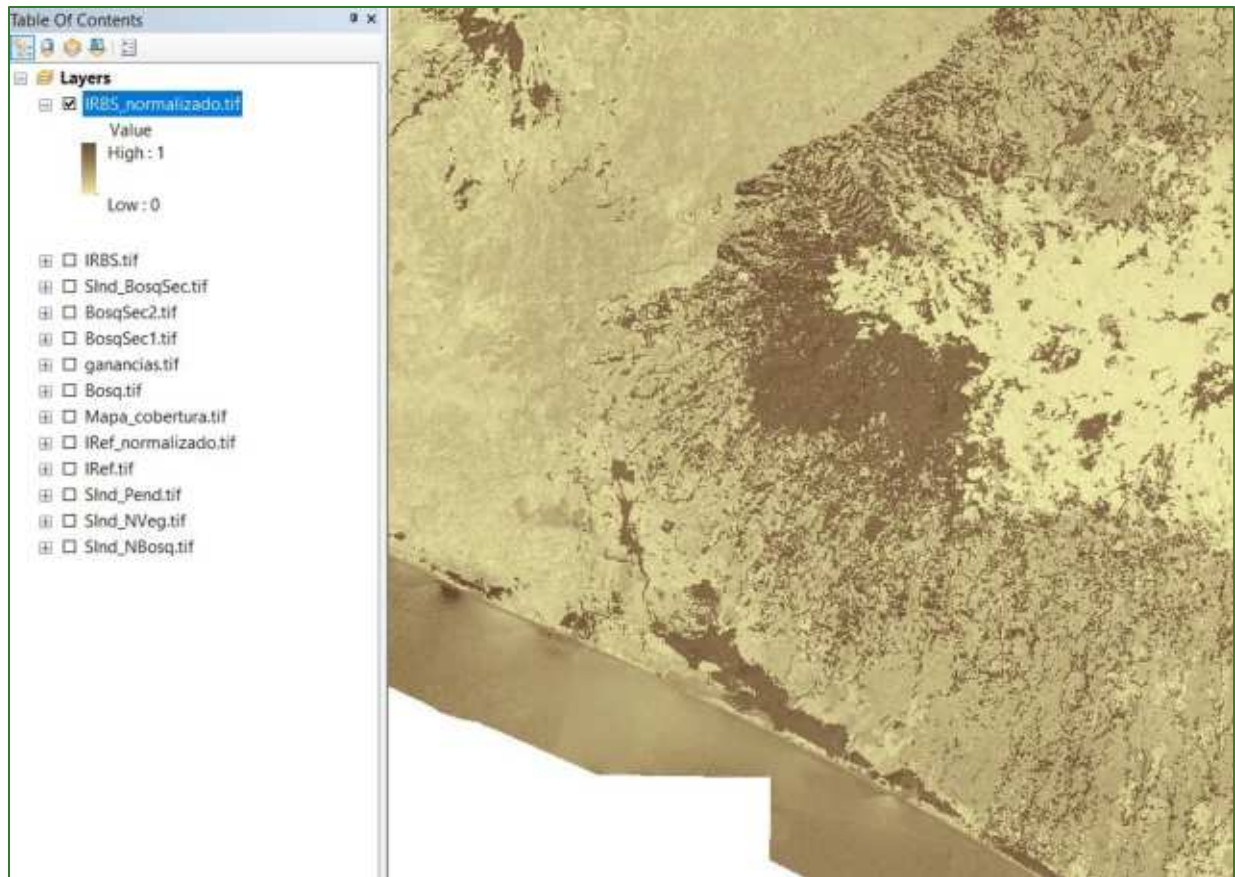 Table Of Contents
Layers
IRBS_normalizado.tif
Value
High : 1
Low : 0
IRBS.tif
SInd_BosqSec.tif
BosqSec2.tif
BosqSec1.tif
ganancias.tif
Bosq.tif
Mapa_cobertura.tif
IRef_normalizado.tif
IRef.tif
SInd_Pend.tif
SInd_NVeg.tif
SInd_NBosq.tif